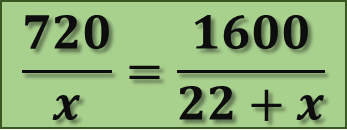 720/x = 1600/(22 + x)